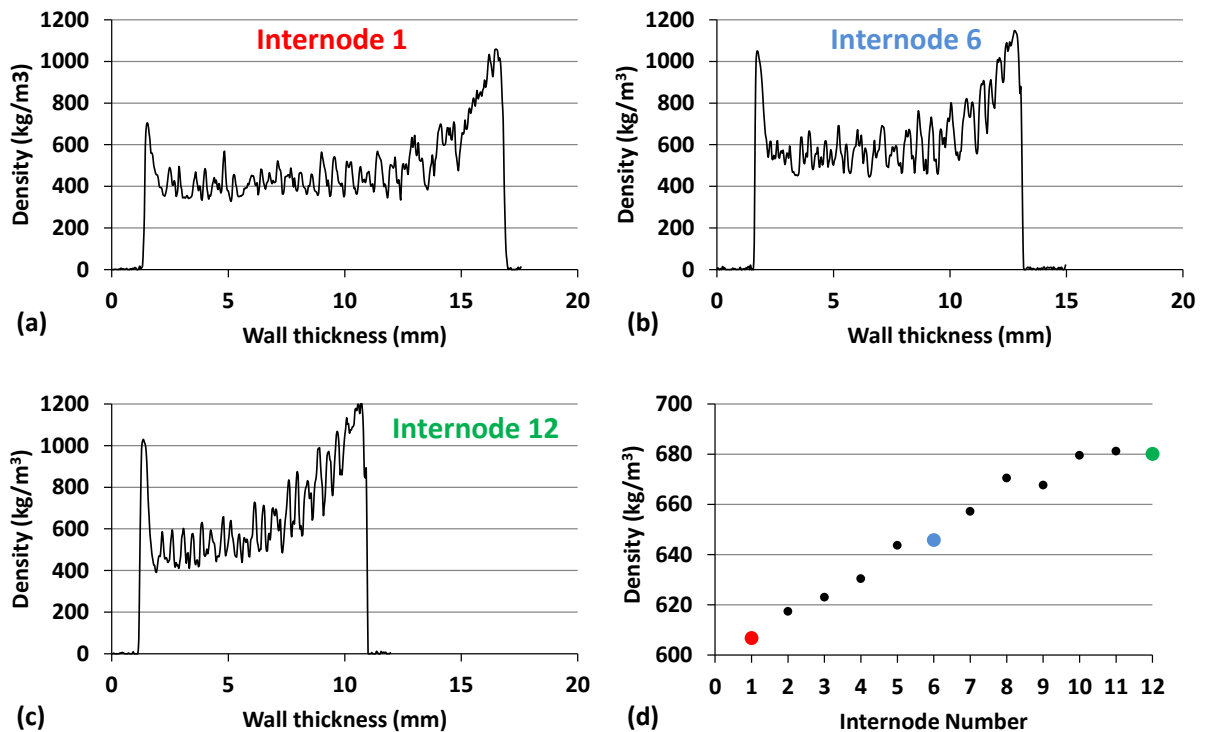 Internode 1
Density (kg/m3)
1200
1000
800
600
400
200
0
0 5 10 15 20
Wall thickness (mm)
(a)
Internode 6
Density (kg/m³)
1200
1000
800
600
400
200
0
0 5 10 15 20
Wall thickness (mm)
(b)
Internode 12
Density (kg/m³)
1200
1000
800
600
400
200
0
0 5 10 15 20
Wall thickness (mm)
(c)
Density (kg/m³)
700
680
660
640
620
600
0 1 2 3 4 5 6 7 8 9 10 11 12
Internode Number
(d)